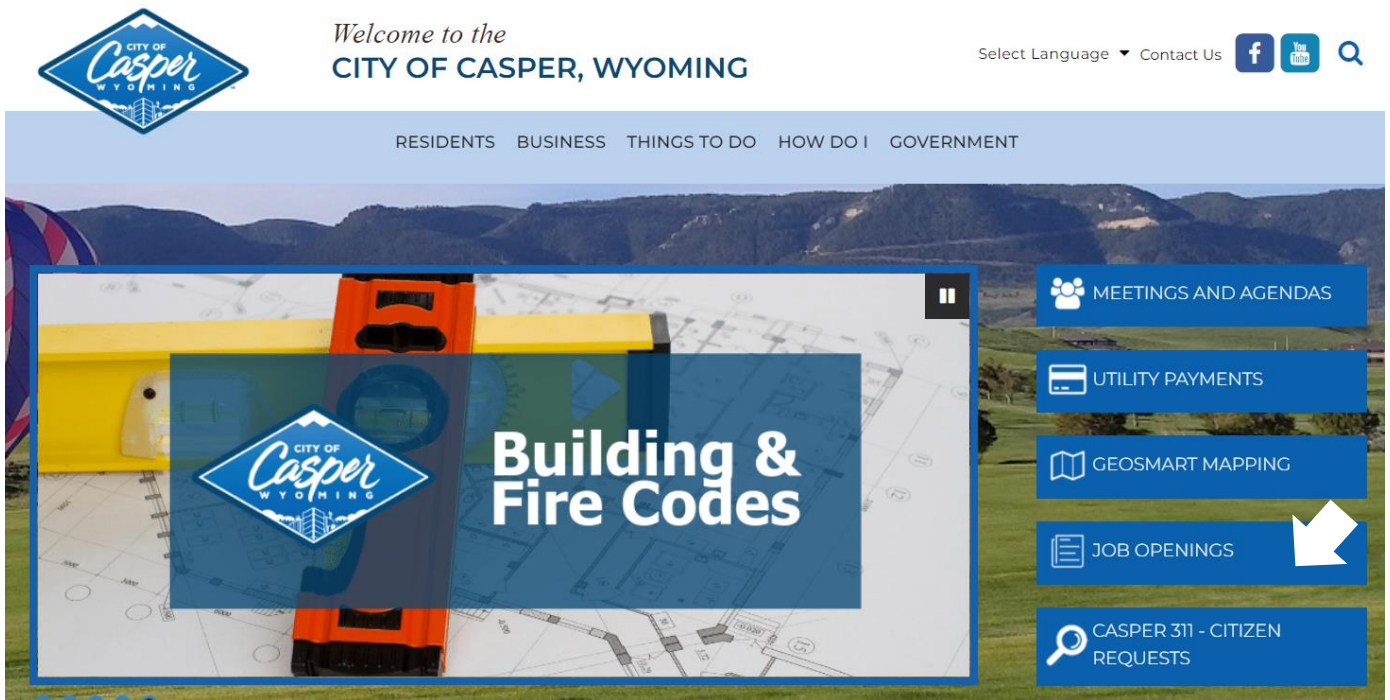 CITY OF
Casper
WYOMING
Welcome to the
CITY OF CASPER, WYOMING
Select Language
Contact Us
f
You
Tube
RESIDENTS BUSINESS THINGS TO DO HOW DO I GOVERNMENT
CITY OF
Casper
WYOMING
Building &
Fire Codes
MEETINGS AND AGENDAS
UTILITY PAYMENTS
GEOSMART MAPPING
JOB OPENINGS
CASPER 311 - CITIZEN
REQUESTS